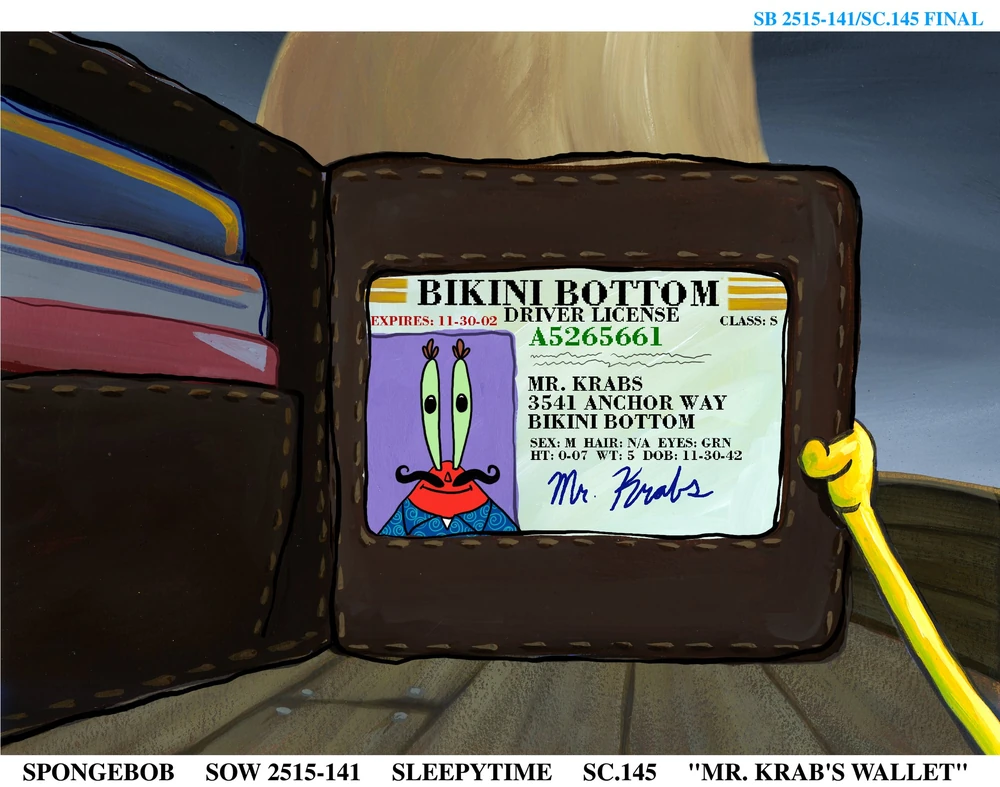 SB 2515-141/SC.145 FINAL
BIKINI BOTTOM
DRIVER LICENSE
EXPIRES: 11-30-02
CLASS: S
A5265661
MR. KRABS
3541 ANCHOR WAY
BIKINI BOTTOM
SEX: M HAIR: N/A EYES: GRN
HT: 0-07 WT: 5 DOB: 11-30-42
Mr. Krabs
SPONGEBOB SOW 2515-141 SLEEPYTIME SC.145 "MR. KRAB'S WALLET"